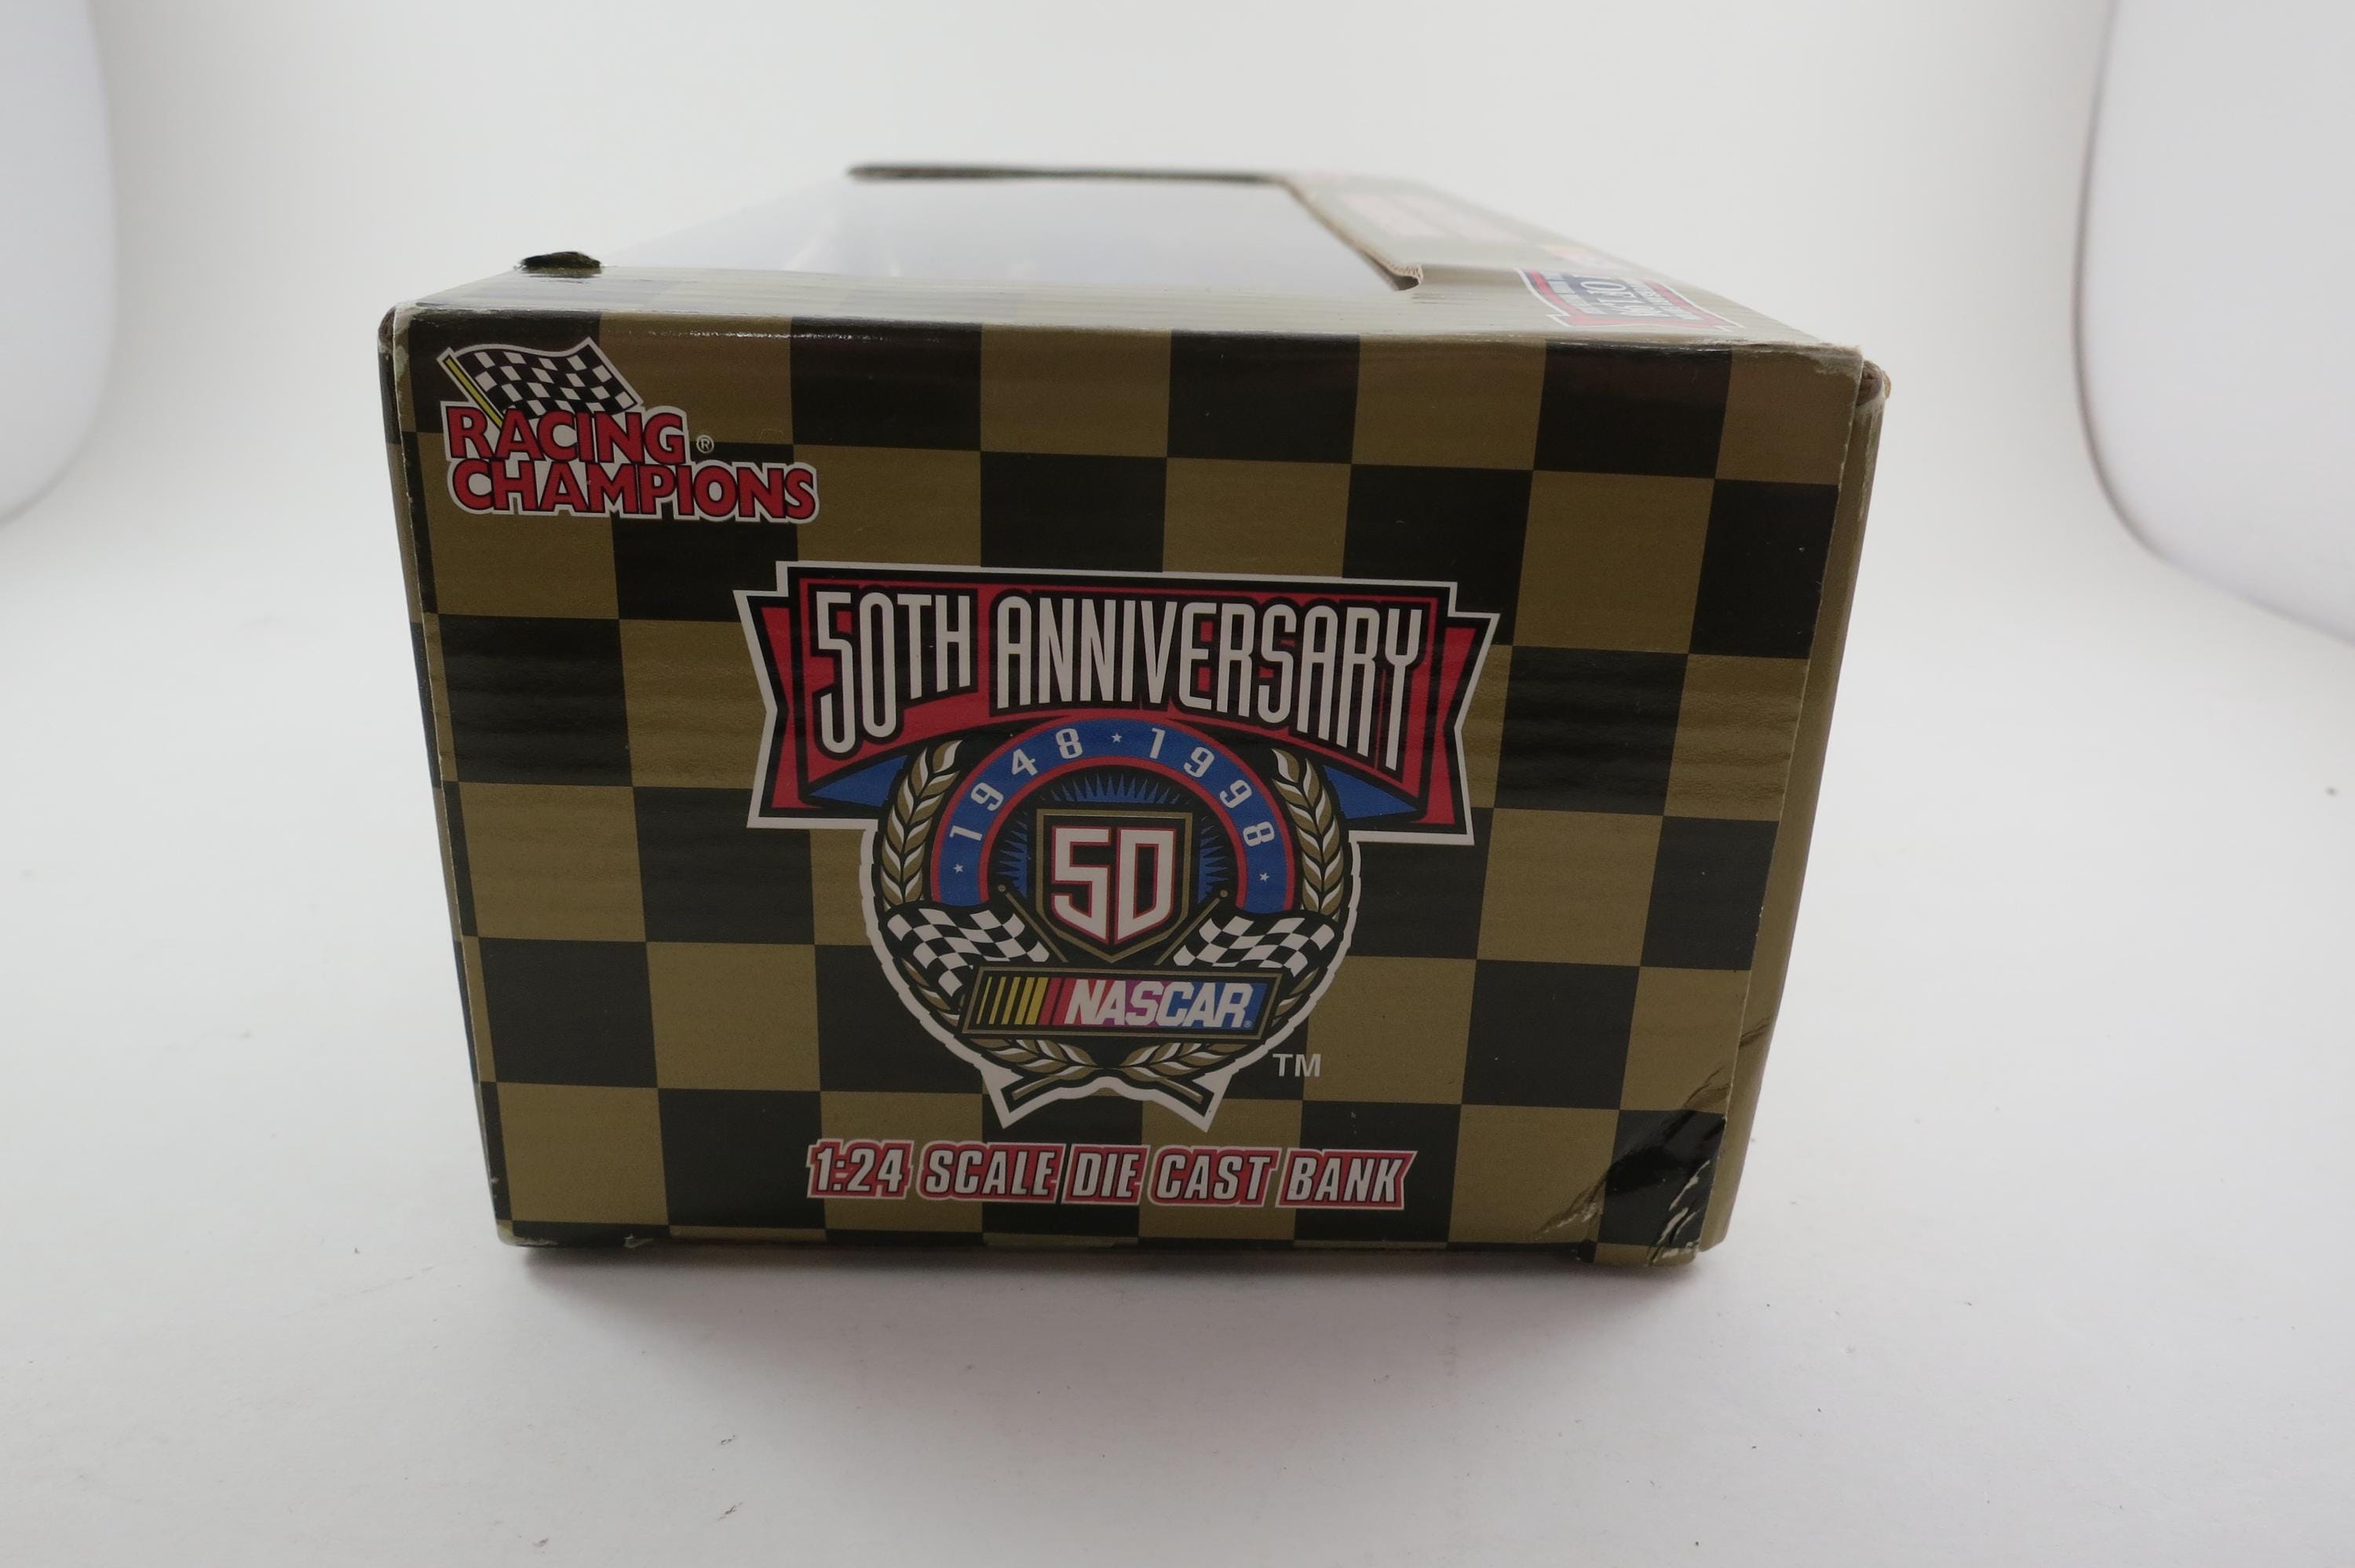 RACING ®
CHAMPIONS
50TH ANNIVERSARY
1948 ★ 1998
50
NASCAR
TM
1:24 SCALE DIE CAST BANK